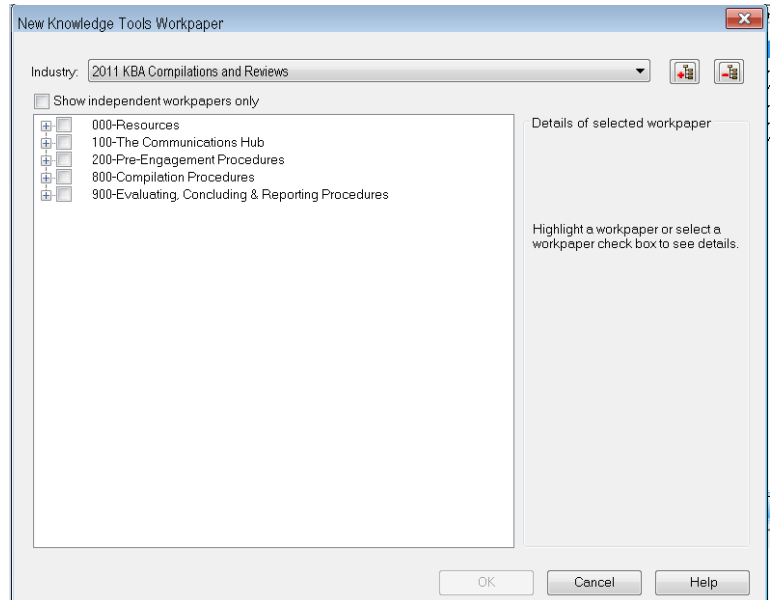 New Knowledge Tools Workpaper
Industry: 2011 KBA Compilations and Reviews
Show independent workpapers only
000-Resources
100-The Communications Hub
200-Pre-Engagement Procedures
800-Compilation Procedures
900-Evaluating, Concluding & Reporting Procedures
Details of selected workpaper
Highlight a workpaper or select a
workpaper check box to see details.
OK Cancel Help